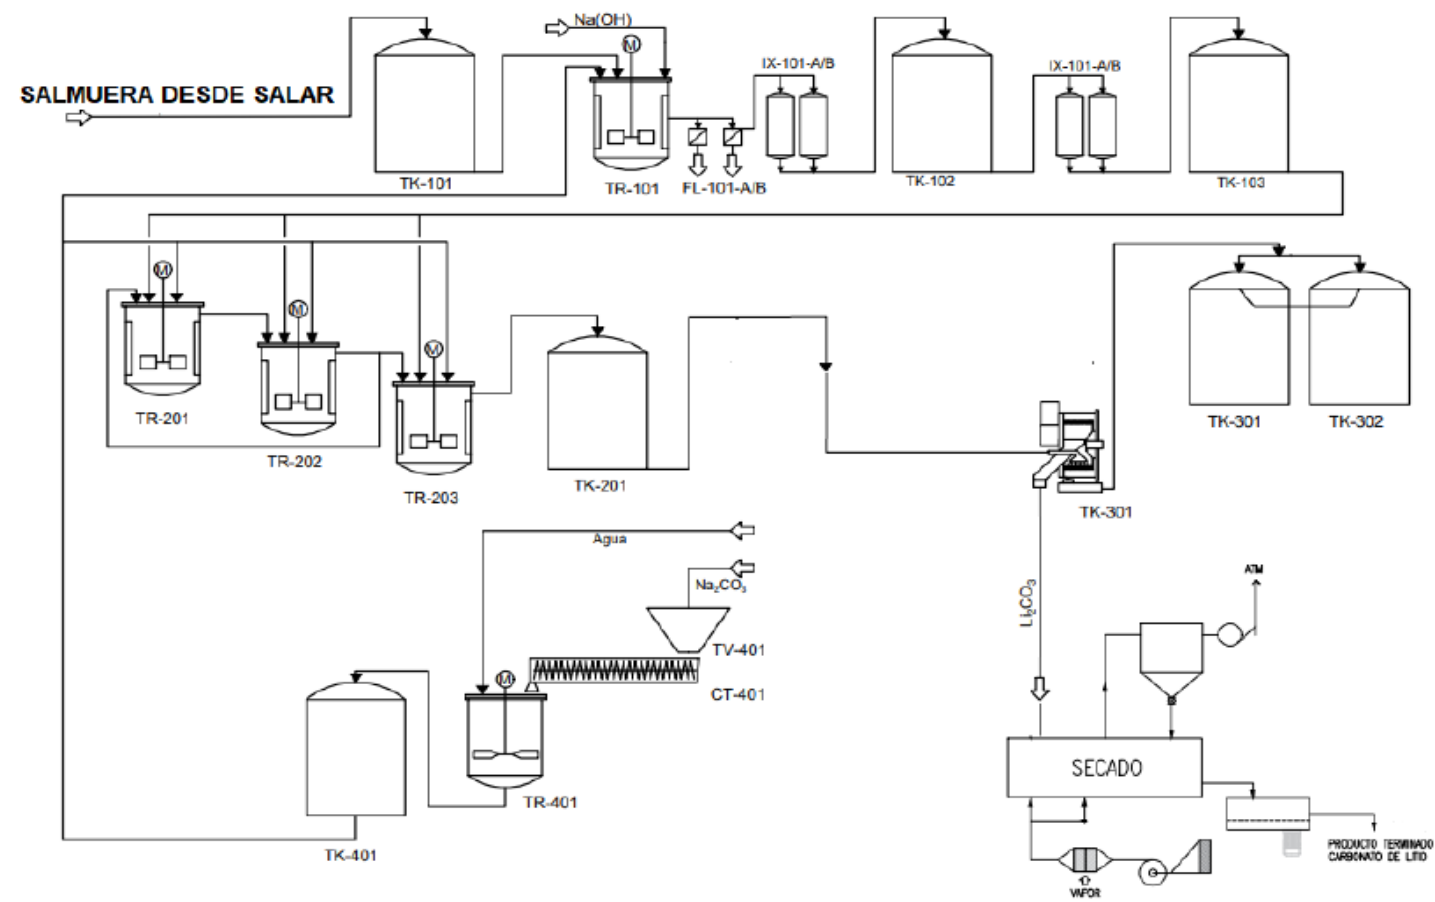 Na(OH)
M
IX-101-A/B
IX-101-A/B
SALMUERA DESDE SALAR
TK-101
TR-101
FL-101-A/B
TK-102
TK-103
M
M
M
TR-201
TR-202
TR-203
TK-201
TK-301
TK-302
TK-301
Agua
Na₂CO₃
Li₂CO₃
ATM
TV-401
CT-401
M
SECADO
TR-401
TK-401
VAPOR
PRODUCTO TERMINADO
CARBONATO DE LITIO